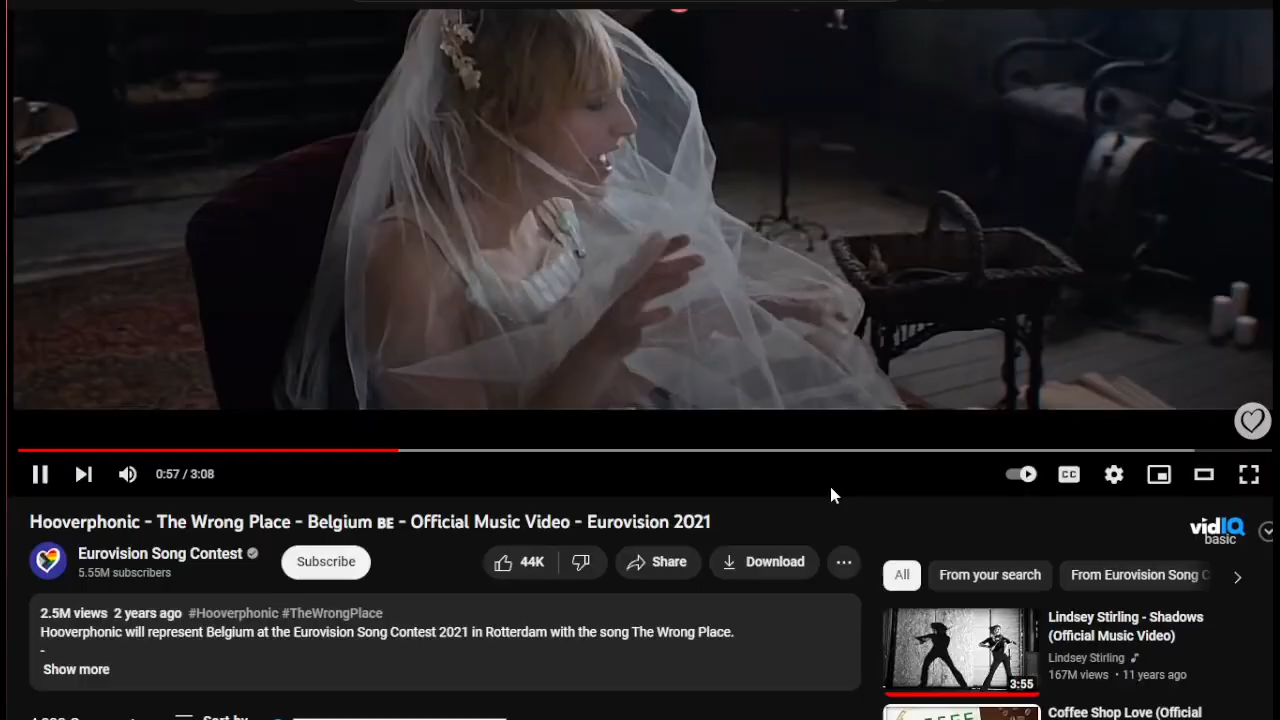 0:57 / 3:08
CC
Hooverphonic - The Wrong Place - Belgium BE - Official Music Video - Eurovision 2021
vidIQ
basic
Eurovision Song Contest
5.55M subscribers
Subscribe
44K
Share
Download
All
From your search
From Eurovision Song C
2.5M views 2 years ago #Hooverphonic #TheWrongPlace
Hooverphonic will represent Belgium at the Eurovision Song Contest 2021 in Rotterdam with the song The Wrong Place.
-
Show more
3:55
Lindsey Stirling - Shadows
(Official Music Video)
Lindsey Stirling
167M views • 11 years ago
Coffee Shop Love (Official
Sort by